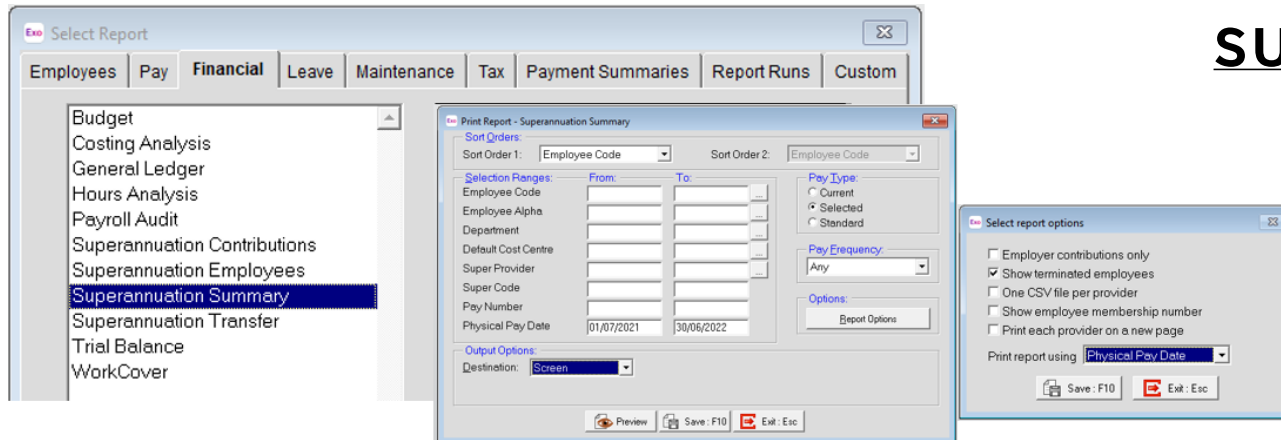 SU
Exo Select Report
Employees Pay Financial Leave Maintenance Tax Payment Summaries Report Runs Custom
Budget
Costing Analysis
General Ledger
Hours Analysis
Payroll Audit
Superannuation Contributions
Superannuation Employees
Superannuation Summary
Superannuation Transfer
Trial Balance
WorkCover
Exo Print Report - Superannuation Summary
Sort Orders:
Sort Order 1: Employee Code Sort Order 2: Employee Code
Selection Ranges: From: To:
Employee Code ...
Employee Alpha ...
Department ...
Default Cost Centre ...
Super Provider ...
Super Code
Pay Number
Physical Pay Date 01/07/2021 30/06/2022
Pay Type:
Current
Selected
Standard
Pay Frequency:
Any
Options:
Report Options
Output Options:
Destination: Screen
Preview Save : F10 Exit : Esc
Exo Select report options
Employer contributions only
Show terminated employees
One CSV file per provider
Show employee membership number
Print each provider on a new page
Print report using Physical Pay Date
Save : F10 Exit : Esc